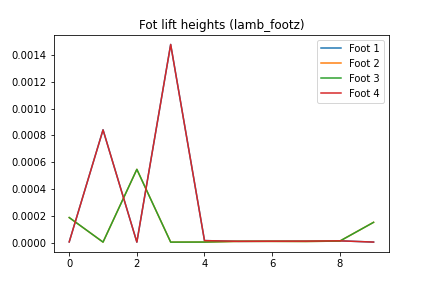 Fot lift heights (lamb_footz)
Foot 1
Foot 2
Foot 3
Foot 4
0.0014
0.0012
0.0010
0.0008
0.0006
0.0004
0.0002
0.0000
0 2 4 6 8